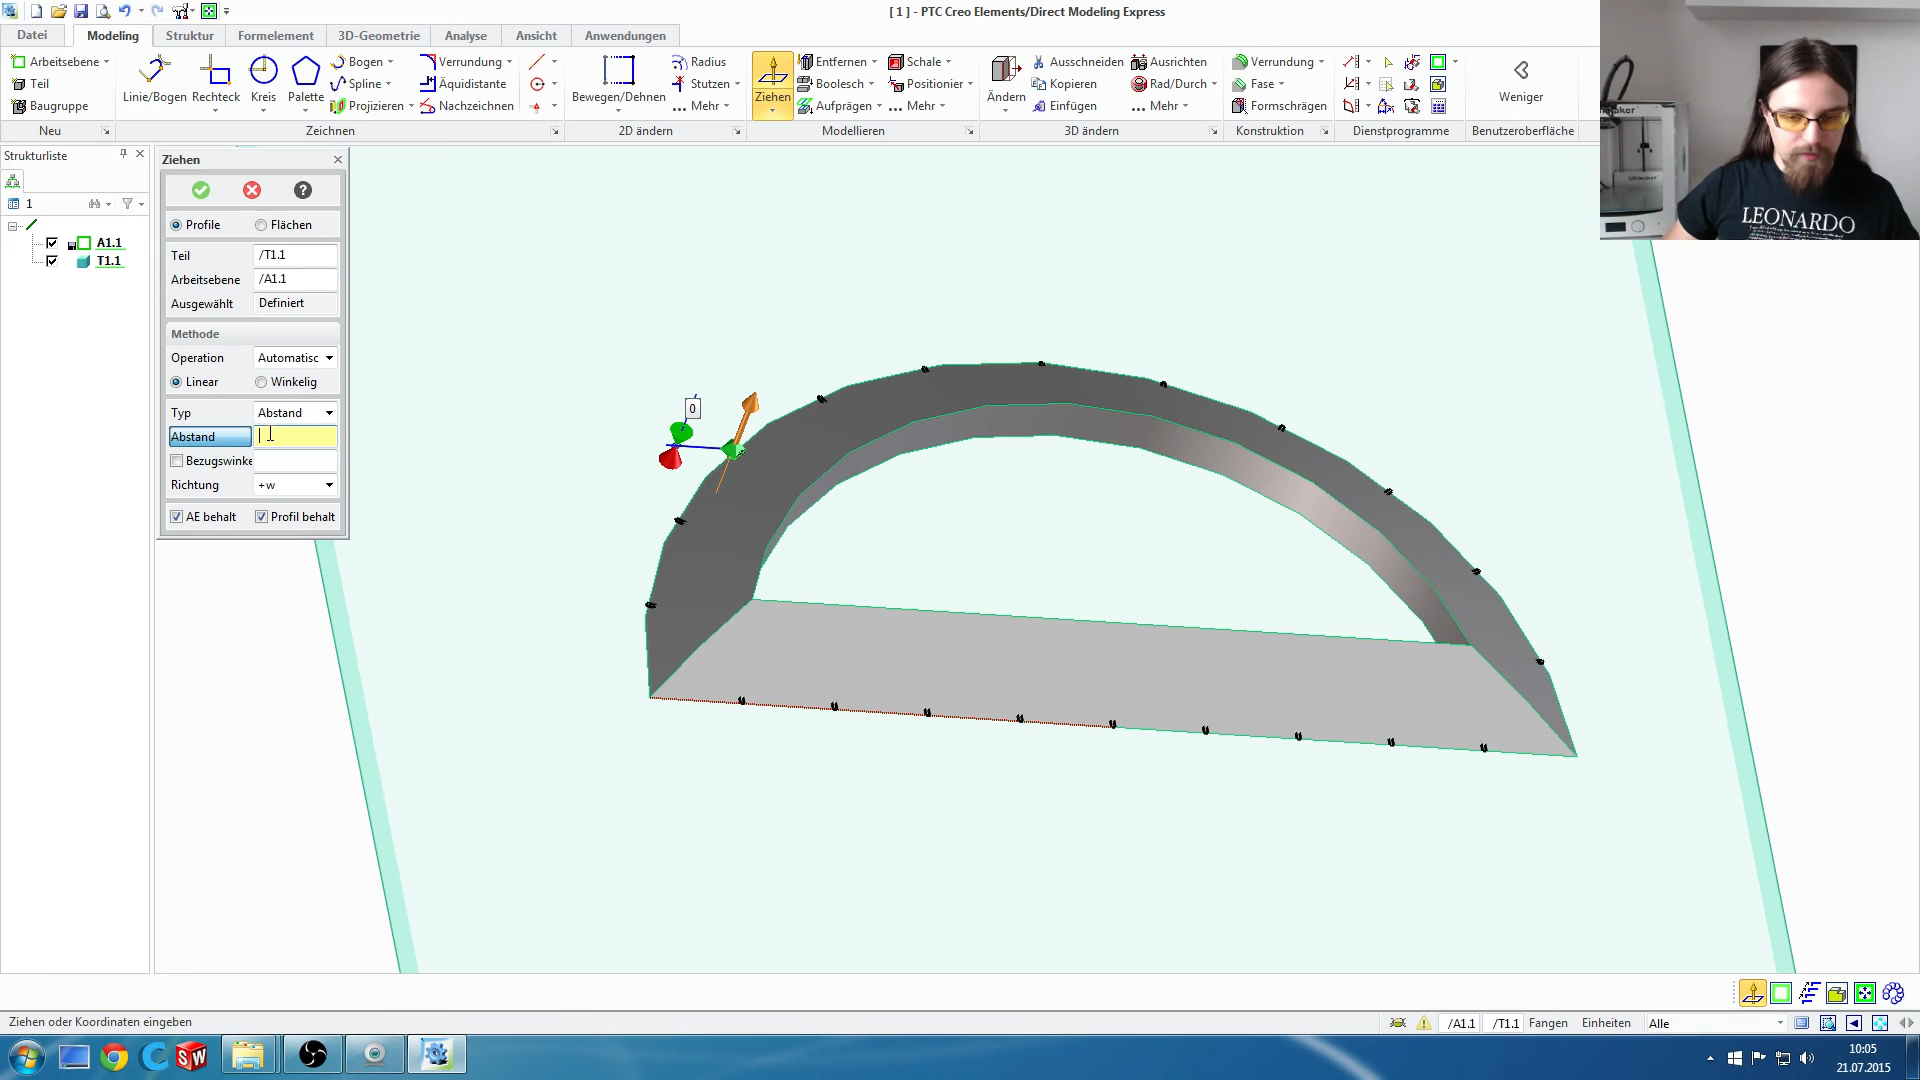 [ 1 ] - PTC Creo Elements/Direct Modeling Express
Datei Modeling Struktur Formelement 3D-Geometrie Analyse Ansicht Anwendungen
Arbeitsebene
Teil
Baugruppe
Neu
Linie/Bogen Rechteck Kreis Palette
Bogen
Spline
Projizieren
Verrundung
Äquidistante
Nachzeichnen
Zeichnen
Bewegen/Dehnen
Radius
Stutzen
... Mehr
2D ändern
Ziehen
Entfernen
Boolesch
Aufprägen
Schale
Positionier
... Mehr
Modellieren
Ändern
Ausschneiden
Kopieren
Einfügen
Ausrichten
Rad/Durch
... Mehr
3D ändern
Verrundung
Fase
Formschrägen
Konstruktion
Dienstprogramme
Weniger
Benutzeroberfläche
Strukturliste
1
A1.1
T1.1
Ziehen
Profile Flächen
Teil /T1.1
Arbeitsebene /A1.1
Ausgewählt Definiert
Methode
Operation Automatisc
Linear Winkelig
Typ Abstand
Abstand
Bezugswinke
Richtung +w
AE behalt Profil behalt
0
LEONARDO
Ziehen oder Koordinaten eingeben
/A1.1 /T1.1 Fangen Einheiten Alle
10:05
21.07.2015